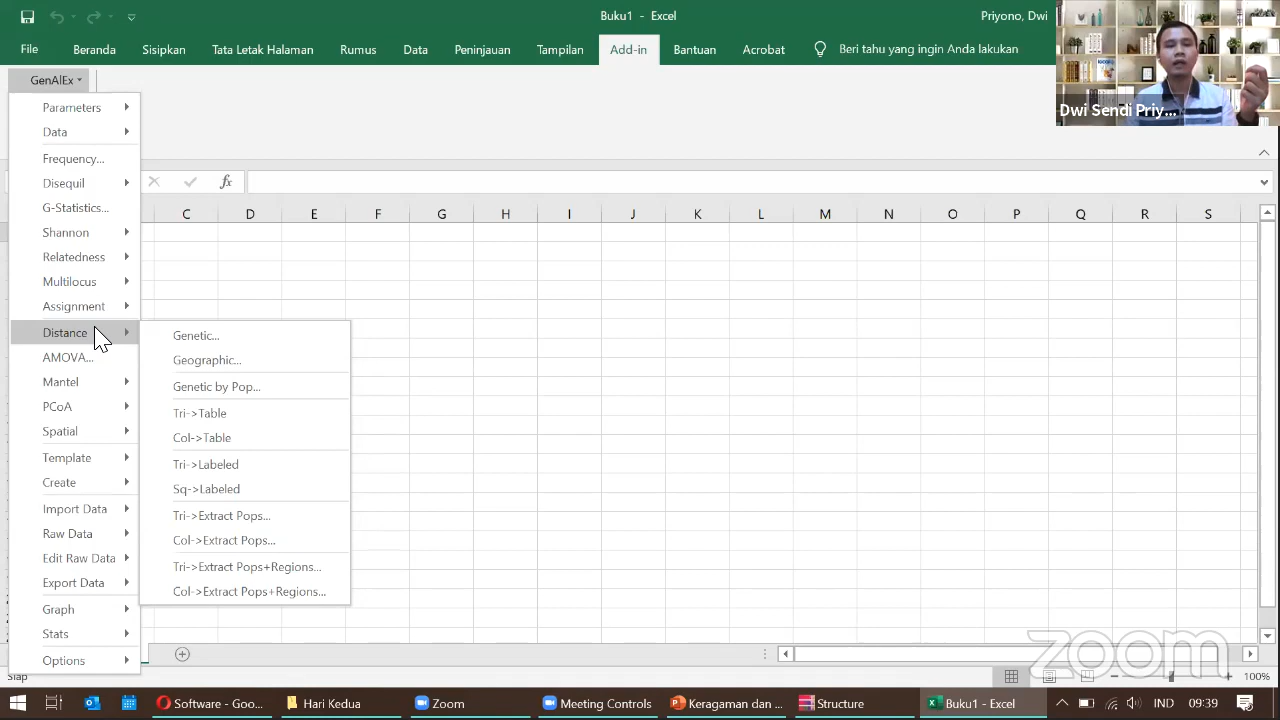 Buku1 - Excel
Priyono, Dwi
File Beranda Sisipkan Tata Letak Halaman Rumus Data Peninjauan Tampilan Add-in Bantuan Acrobat Beri tahu yang ingin Anda lakukan
Dwi Sendi Priy...
GenAlEx
Parameters
Data
Frequency...
Disequil
G-Statistics...
Shannon
Relatedness
Multilocus
Assignment
Distance
AMOVA...
Mantel
PCoA
Spatial
Template
Create
Import Data
Raw Data
Edit Raw Data
Export Data
Graph
Stats
Options
Genetic...
Geographic...
Genetic by Pop...
Tri->Table
Col->Table
Tri->Labeled
Sq->Labeled
Tri->Extract Pops...
Col->Extract Pops...
Tri->Extract Pops+Regions...
Col->Extract Pops+Regions...
fx
C D E F G H I J K L M N O P Q R S
zoom
Siap
100%
Software - Goo... Hari Kedua Zoom Meeting Controls Keragaman dan ... Structure Buku1 - Excel IND 09:39